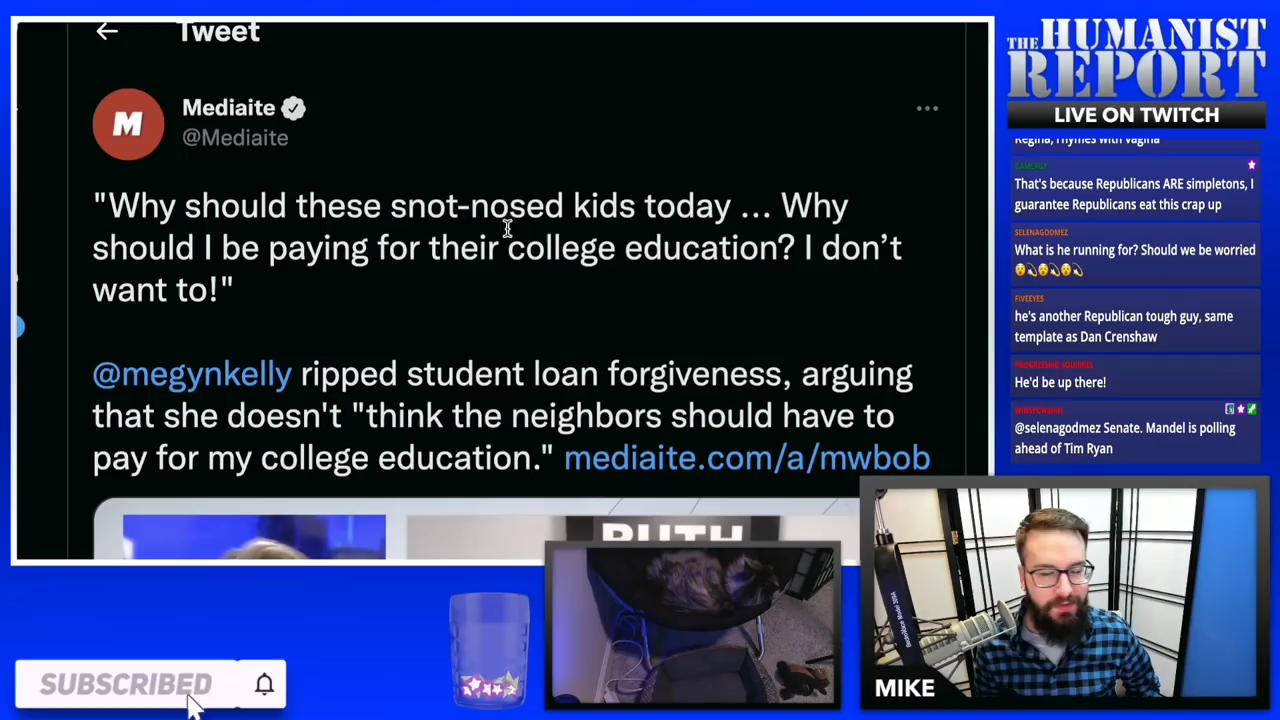 Tweet
Mediaite
@Mediaite
"Why should these snot-nosed kids today ... Why
should I be paying for their college education? I don’t
want to!"
@megynkelly ripped student loan forgiveness, arguing
that she doesn't "think the neighbors should have to
pay for my college education." mediaite.com/a/mwbob
SUBSCRIBED
MIKE
THE HUMANIST
REPORT
LIVE ON TWITCH
Regina, rhymes with vagina
That's because Republicans ARE simpletons, I
guarantee Republicans eat this crap up
SELENAGODMEZ
What is he running for? Should we be worried
FIVEEYES
he's another Republican tough guy, same
template as Dan Crenshaw
PROGRESSIVE_SQUIRREL
He'd be up there!
@selenagodmez Senate. Mandel is polling
ahead of Tim Ryan